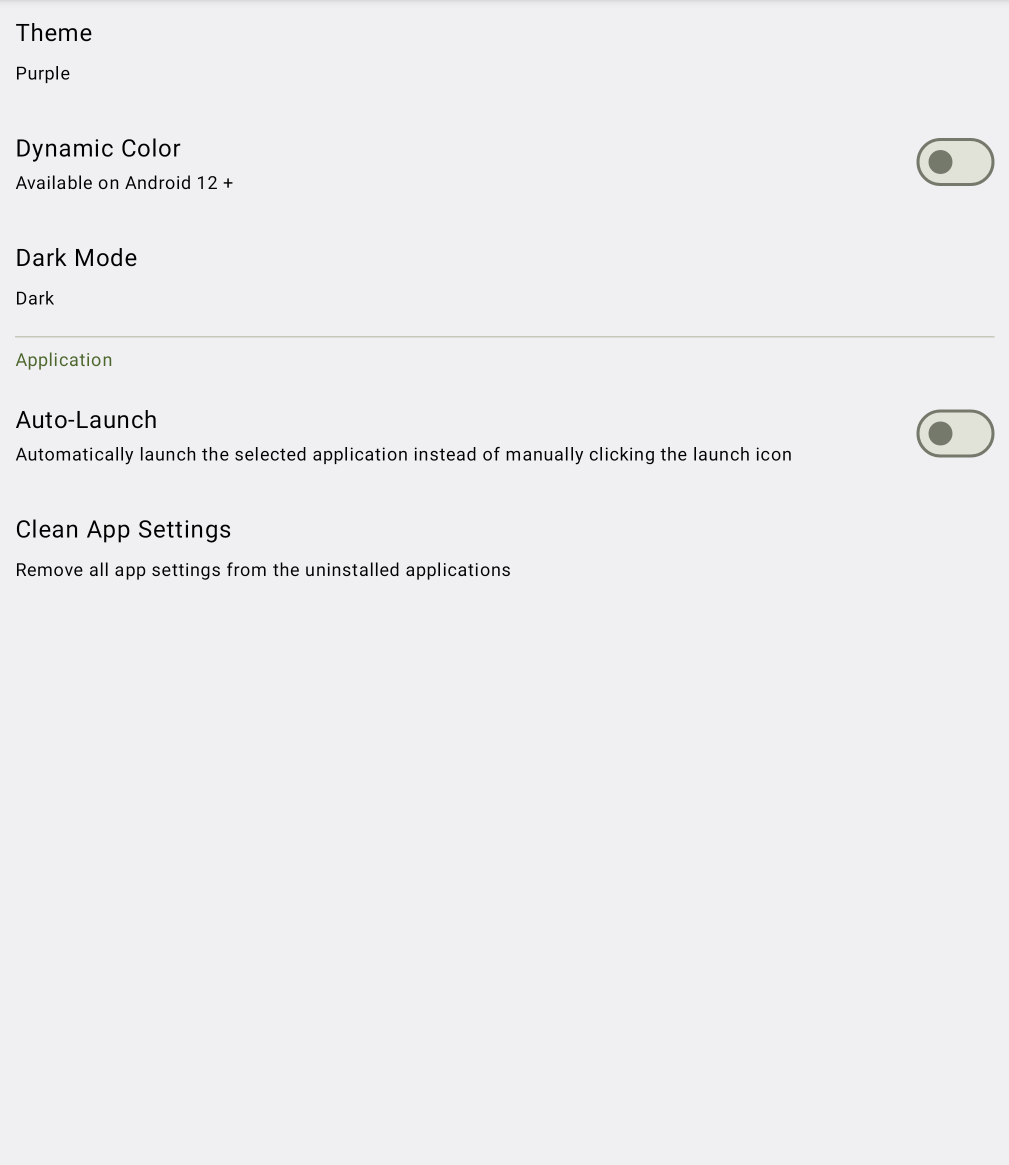 Theme
Purple
Dynamic Color
Available on Android 12 +
Dark Mode
Dark
Application
Auto-Launch
Automatically launch the selected application instead of manually clicking the launch icon
Clean App Settings
Remove all app settings from the uninstalled applications